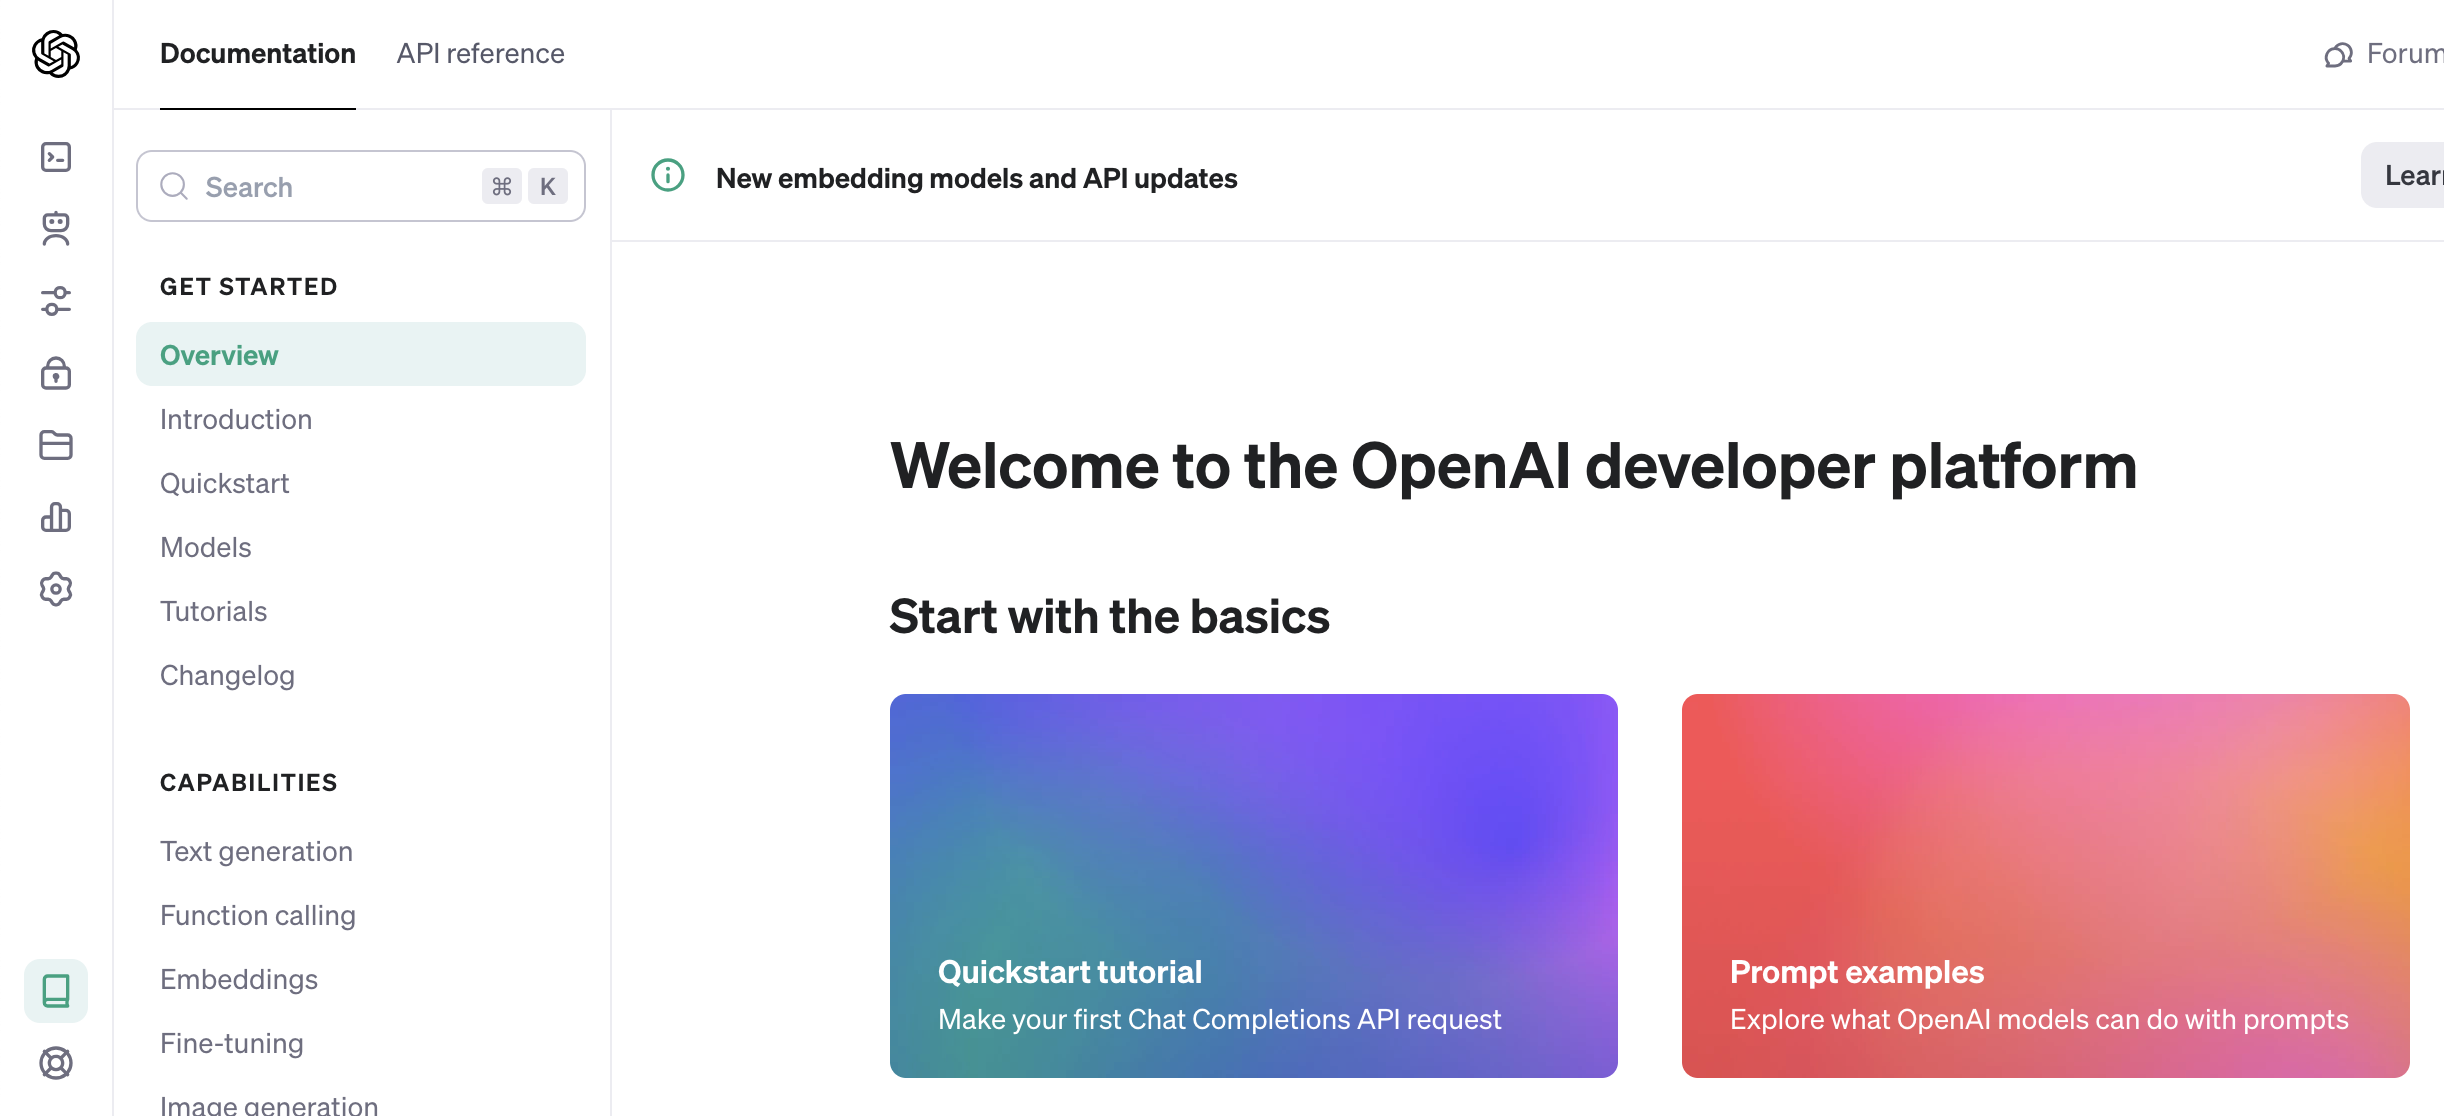 Documentation
API reference
Forum
Search
⌘ K
New embedding models and API updates
Lear
GET STARTED
Overview
Introduction
Quickstart
Models
Tutorials
Changelog
CAPABILITIES
Text generation
Function calling
Embeddings
Fine-tuning
Image generation
Welcome to the OpenAI developer platform
Start with the basics
Quickstart tutorial
Make your first Chat Completions API request
Prompt examples
Explore what OpenAI models can do with prompts